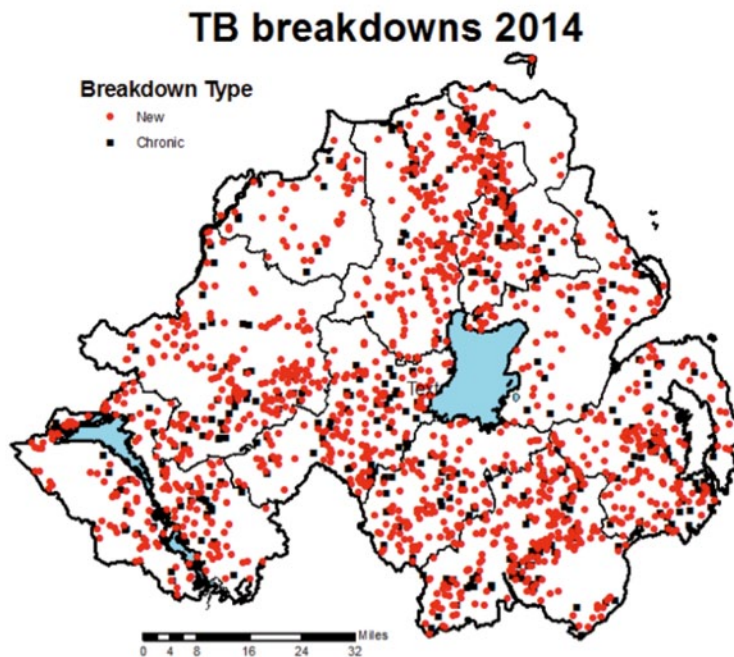 TB breakdowns 2014
Breakdown Type
New
Chronic
Text
Miles
0 4 8 16 24 32